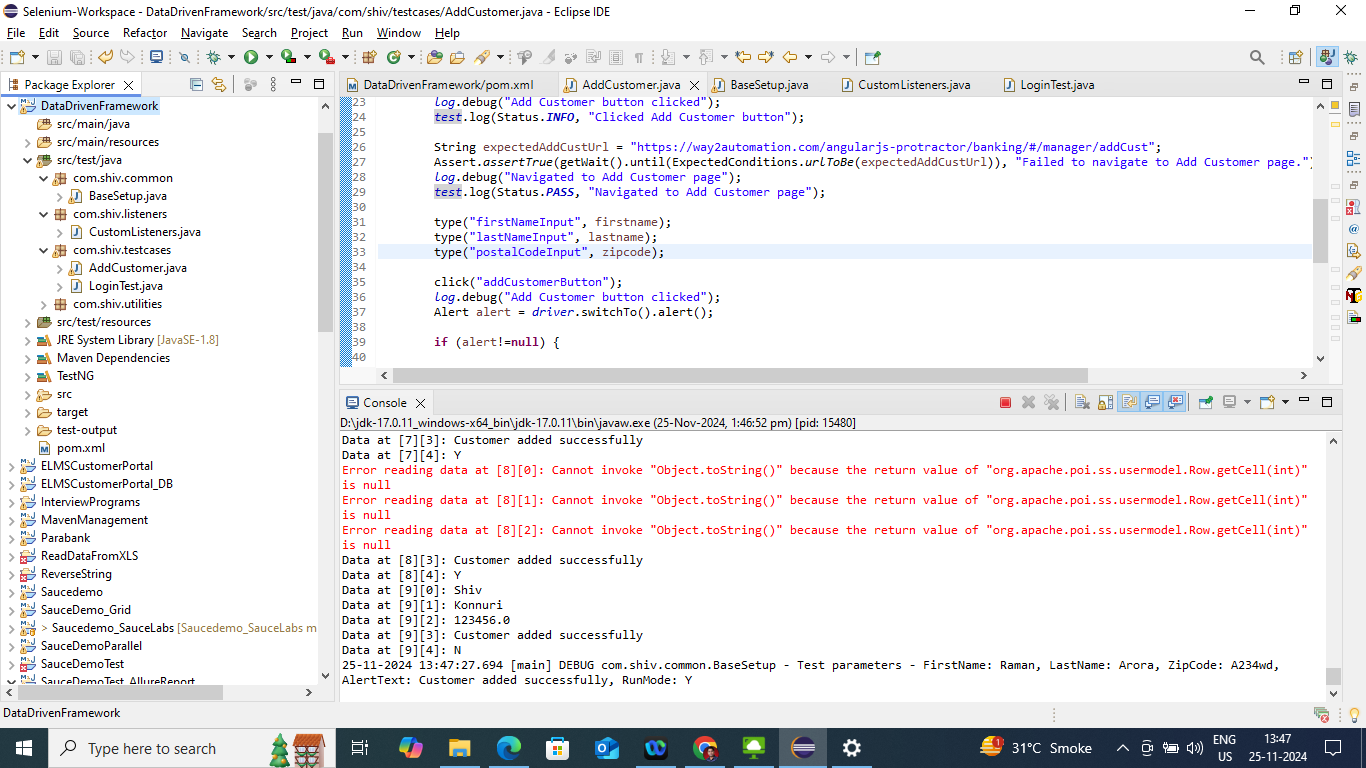 Selenium-Workspace - DataDrivenFramework/src/test/java/com/shiv/testcases/AddCustomer.java - Eclipse IDE
File Edit Source Refactor Navigate Search Project Run Window Help
Package Explorer
DataDrivenFramework
src/main/java
src/main/resources
src/test/java
com.shiv.common
BaseSetup.java
com.shiv.listeners
CustomListeners.java
com.shiv.testcases
AddCustomer.java
LoginTest.java
com.shiv.utilities
src/test/resources
JRE System Library [JavaSE-1.8]
Maven Dependencies
TestNG
src
target
test-output
pom.xml
ELMSCustomerPortal
ELMSCustomerPortal_DB
InterviewPrograms
MavenManagement
Parabank
ReadDataFromXLS
ReverseString
Saucedemo
SauceDemo_Grid
> Saucedemo_SauceLabs [Saucedemo_SauceLabs m
SauceDemoParallel
SauceDemoTest
SauceDemoTest_AllureReport
DataDrivenFramework/pom.xml AddCustomer.java BaseSetup.java CustomListeners.java LoginTest.java
23 log.debug("Add Customer button clicked");
24 test.log(Status.INFO, "Clicked Add Customer button");
25
26 String expectedAddCustUrl = "https://way2automation.com/angularjs-protractor/banking/#/manager/addCust";
27 Assert.assertTrue(getWait().until(ExpectedConditions.urlToBe(expectedAddCustUrl)), "Failed to navigate to Add Customer page.")
28 log.debug("Navigated to Add Customer page");
29 test.log(Status.PASS, "Navigated to Add Customer page");
30
31 type("firstNameInput", firstname);
32 type("lastNameInput", lastname);
33 type("postalCodeInput", zipcode);
34
35 click("addCustomerButton");
36 log.debug("Add Customer button clicked");
37 Alert alert = driver.switchTo().alert();
38
39 if (alert!=null) {
40
Console
D:\jdk-17.0.11_windows-x64_bin\jdk-17.0.11\bin\javaw.exe (25-Nov-2024, 1:46:52 pm) [pid: 15480]
Data at [7][3]: Customer added successfully
Data at [7][4]: Y
Error reading data at [8][0]: Cannot invoke "Object.toString()" because the return value of "org.apache.poi.ss.usermodel.Row.getCell(int)"
is null
Error reading data at [8][1]: Cannot invoke "Object.toString()" because the return value of "org.apache.poi.ss.usermodel.Row.getCell(int)"
is null
Error reading data at [8][2]: Cannot invoke "Object.toString()" because the return value of "org.apache.poi.ss.usermodel.Row.getCell(int)"
is null
Data at [8][3]: Customer added successfully
Data at [8][4]: Y
Data at [9][0]: Shiv
Data at [9][1]: Konnuri
Data at [9][2]: 123456.0
Data at [9][3]: Customer added successfully
Data at [9][4]: N
25-11-2024 13:47:27.694 [main] DEBUG com.shiv.common.BaseSetup - Test parameters - FirstName: Raman, LastName: Arora, ZipCode: A234wd,
AlertText: Customer added successfully, RunMode: Y
DataDrivenFramework
Type here to search
31°C Smoke
ENG
US
13:47
25-11-2024